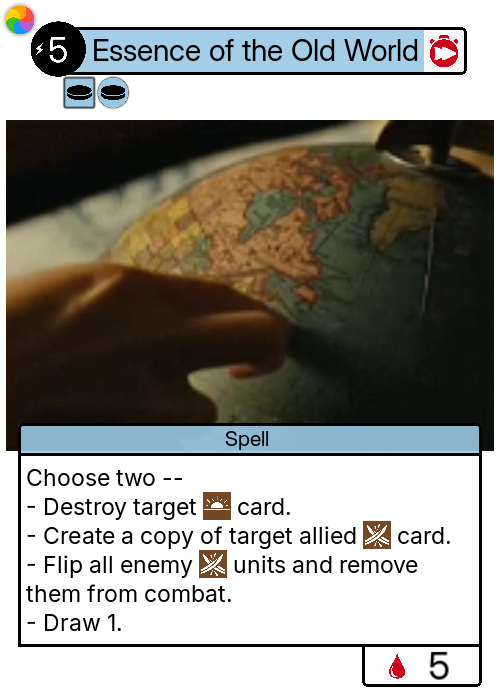 5 Essence of the Old World
Spell
Choose two --
- Destroy target card.
- Create a copy of target allied card.
- Flip all enemy units and remove
them from combat.
- Draw 1.
5